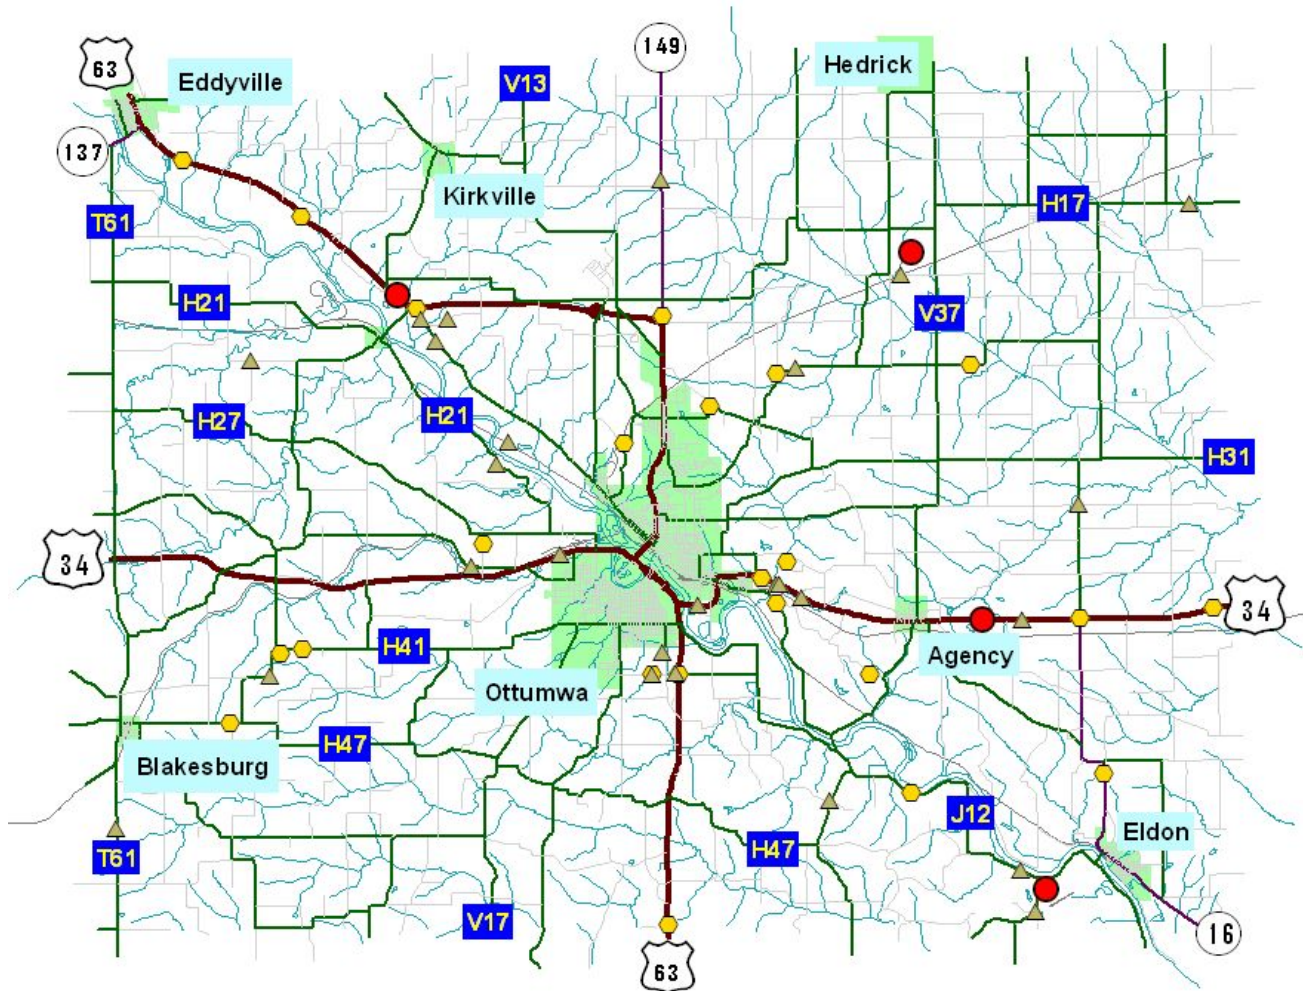 149
63
Eddyville
V13
Hedrick
137
Kirkville
T61
H17
H21
V37
H27
H21
H31
34
34
H41
Agency
Ottumwa
H47
Blakesburg
J12
Eldon
T61
H47
V17
16
63